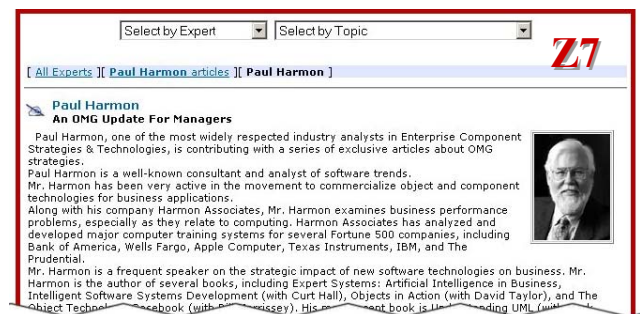 Select by Expert Select by Topic
Z7
[ All Experts ][ Paul Harmon articles ][ Paul Harmon ]
Paul Harmon
An OMG Update For Managers
Paul Harmon, one of the most widely respected industry analysts in Enterprise Component
Strategies & Technologies, is contributing with a series of exclusive articles about OMG
strategies.
Paul Harmon is a well-known consultant and analyst of software trends.
Mr. Harmon has been very active in the movement to commercialize object and component
technologies for business applications.
Along with his company Harmon Associates, Mr. Harmon examines business performance
problems, especially as they relate to computing. Harmon Associates has analyzed and
developed major computer training systems for several Fortune 500 companies, including
Bank of America, Wells Fargo, Apple Computer, Texas Instruments, IBM, and The
Prudential.
Mr. Harmon is a frequent speaker on the strategic impact of new software technologies on business. Mr.
Harmon is the author of several books, including Expert Systems: Artificial Intelligence in Business,
Intelligent Software Systems Development (with Curt Hall), Objects in Action (with David Taylor), and The
Object Casebook (with His book is UML